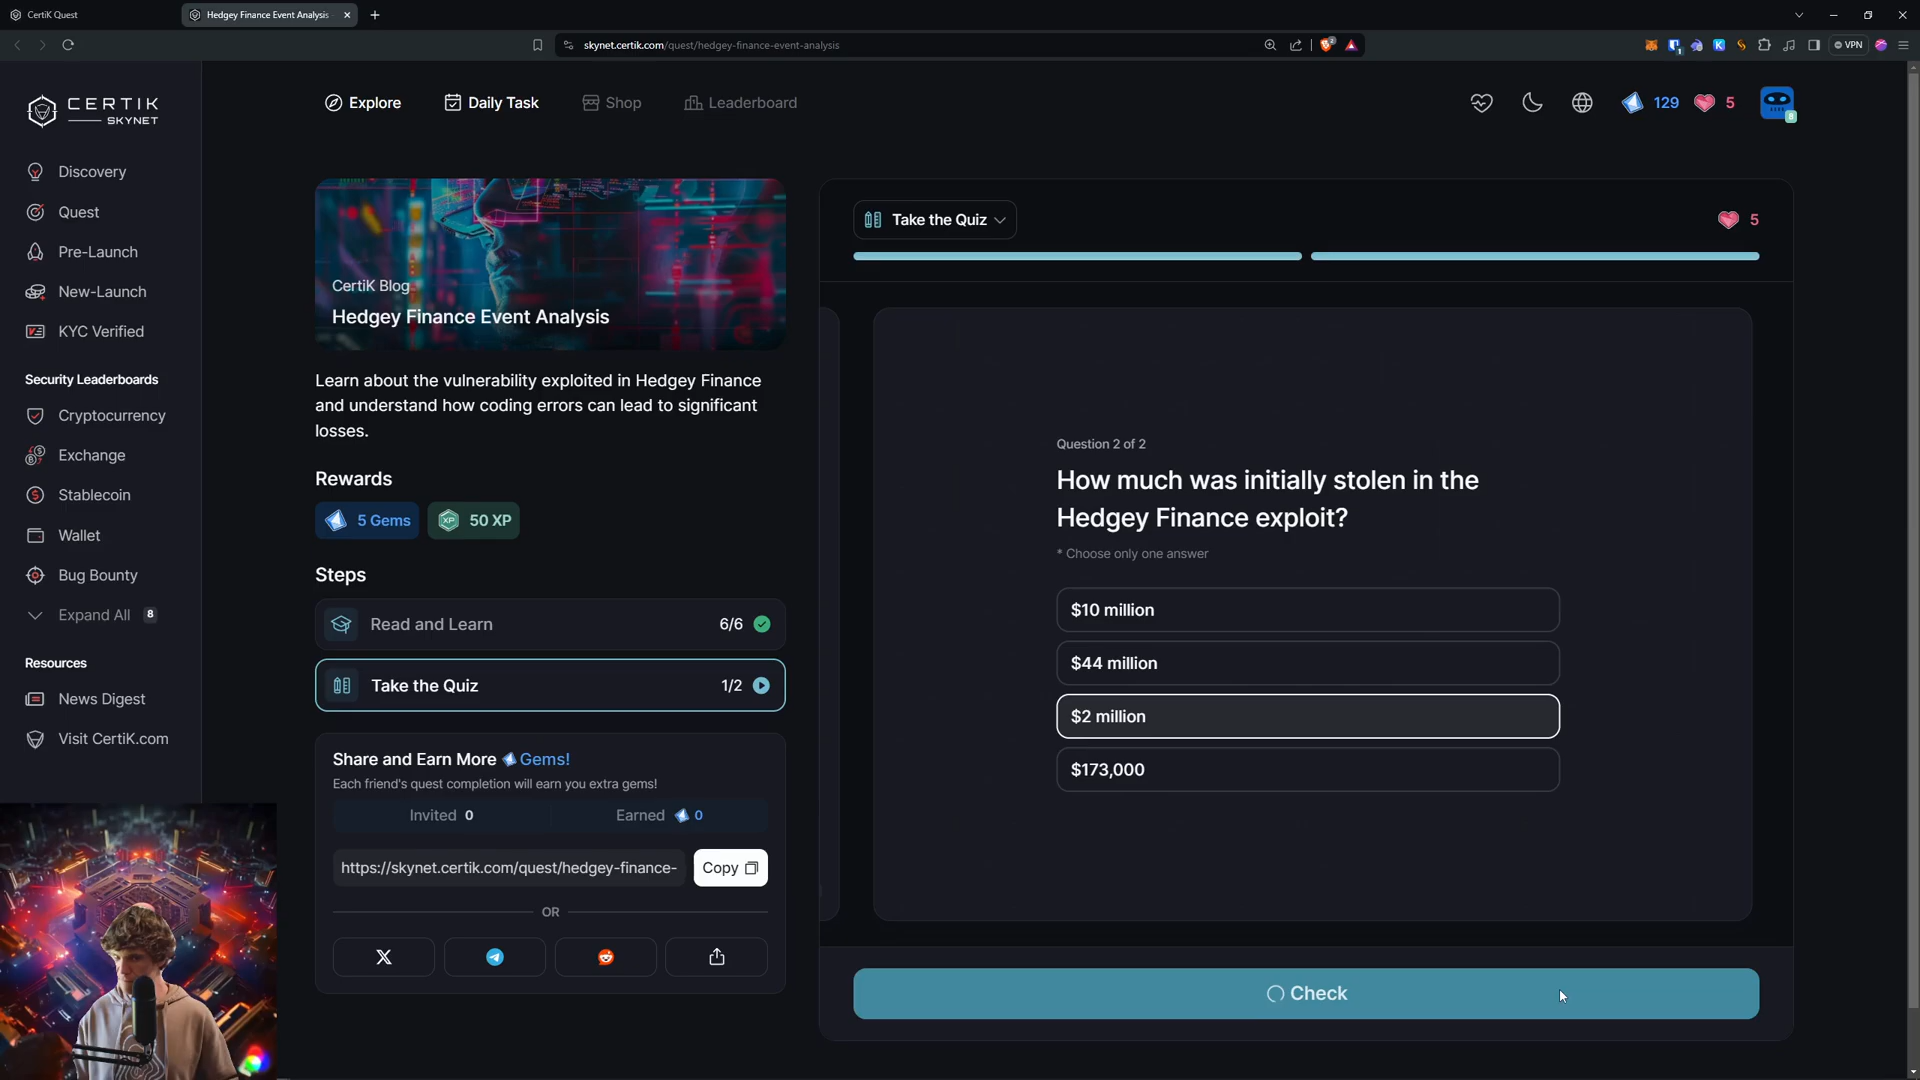 CertiK Quest
Hedgey Finance Event Analysis
skynet.certik.com/quest/hedgey-finance-event-analysis
VPN
CERTIK
SKYNET
Explore
Daily Task
Shop
Leaderboard
129
5
8
Discovery
Quest
Pre-Launch
New-Launch
KYC Verified
Security Leaderboards
Cryptocurrency
Exchange
Stablecoin
Wallet
Bug Bounty
Expand All 8
Resources
News Digest
Visit CertiK.com
CertiK Blog
Hedgey Finance Event Analysis
Learn about the vulnerability exploited in Hedgey Finance
and understand how coding errors can lead to significant
losses.
Rewards
5 Gems
XP 50 XP
Steps
Read and Learn 6/6
Take the Quiz 1/2
Share and Earn More Gems!
Each friend's quest completion will earn you extra gems!
Invited 0
Earned 0
https://skynet.certik.com/quest/hedgey-finance-
Copy
OR
Take the Quiz
5
Question 2 of 2
How much was initially stolen in the
Hedgey Finance exploit?
* Choose only one answer
$10 million
$44 million
$2 million
$173,000
Check